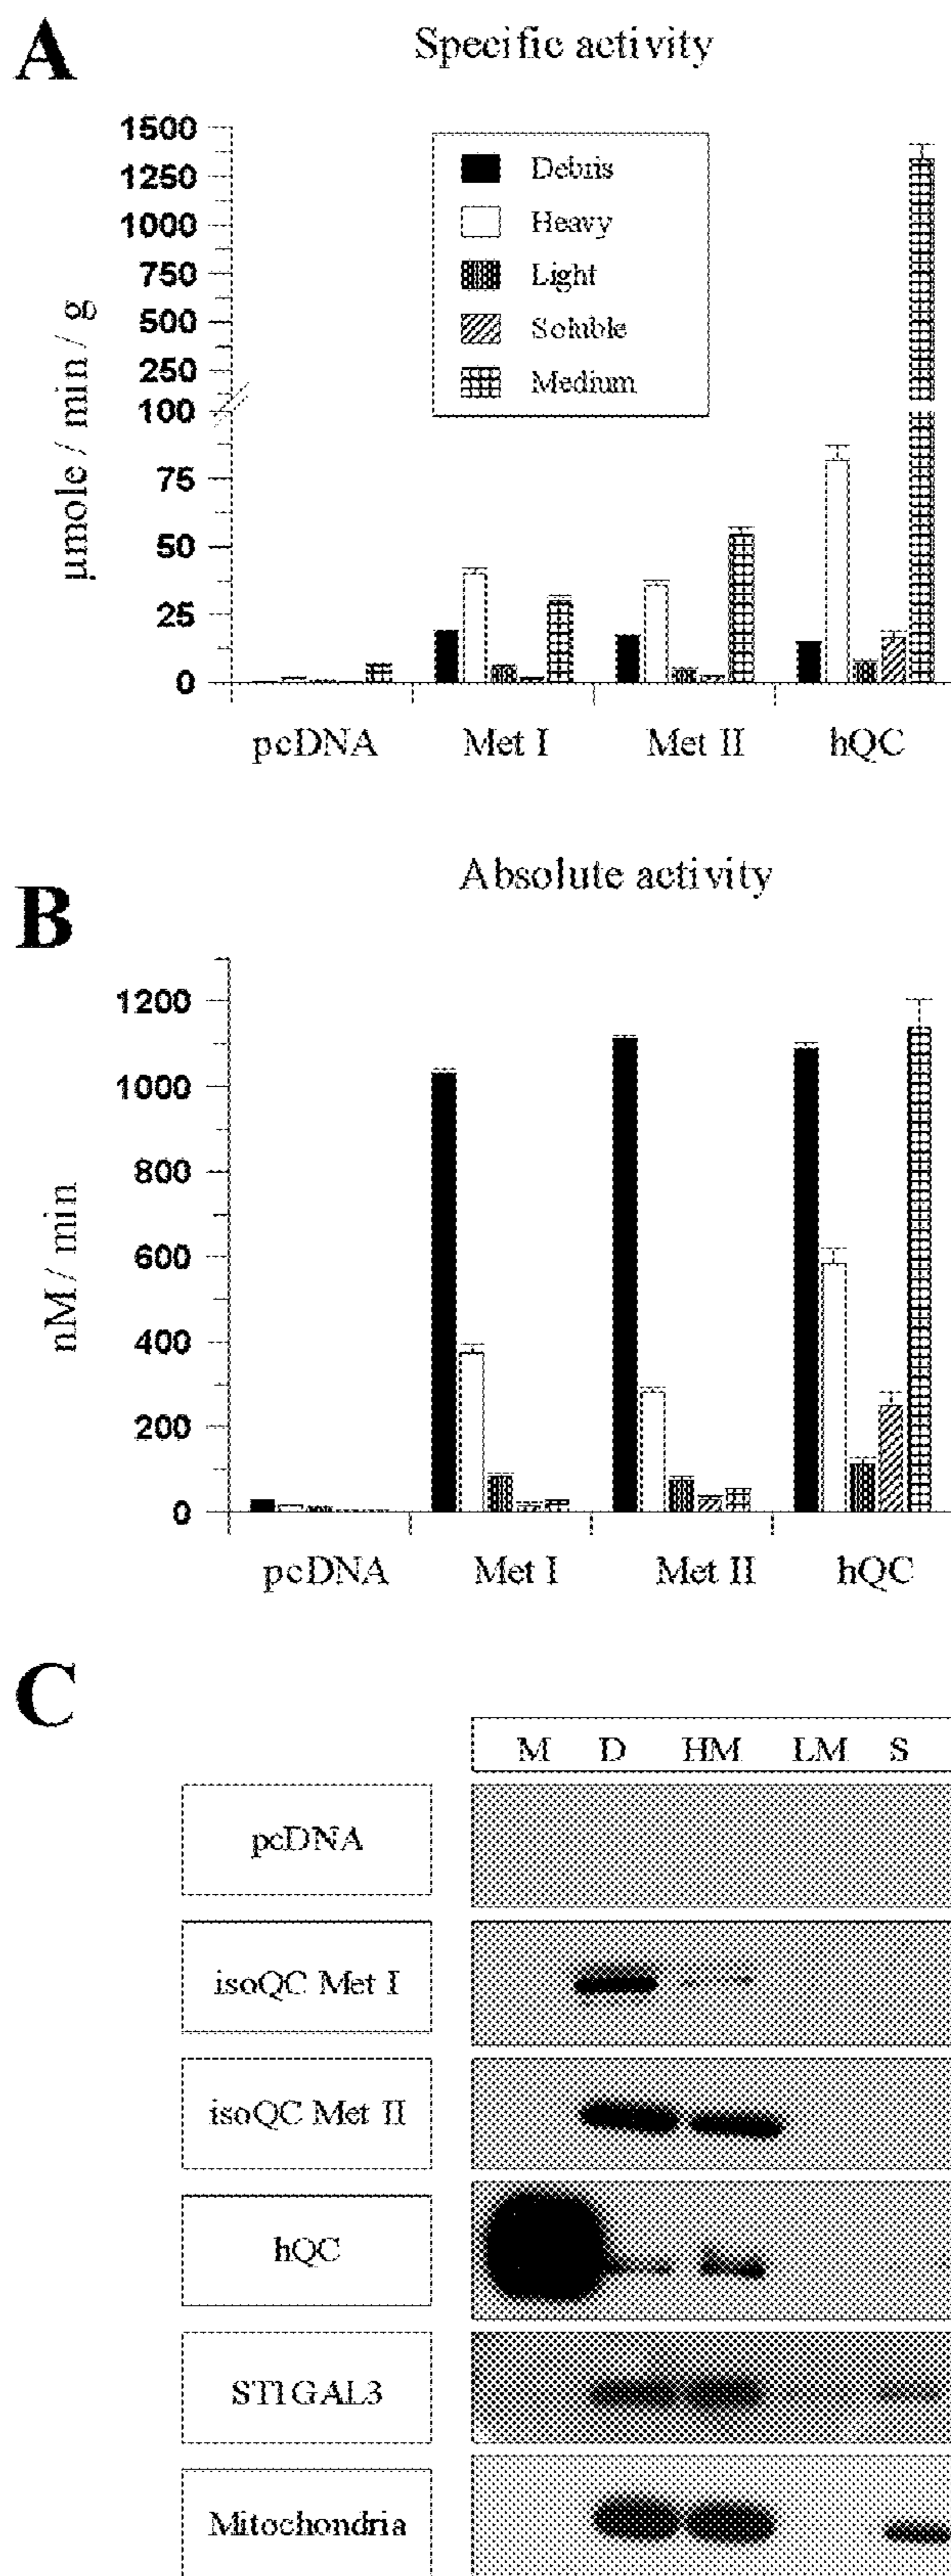 A
Specific activity
1500
1250
1000
750
500
250
100
75
50
25
0
µmole / min / g
Debris
Heavy
Light
Soluble
Medium
pcDNA Met I Met II hQC
B
Absolute activity
1200
1000
800
600
400
200
0
nM / min
pcDNA Met I Met II hQC
C
M D HM LM S
pcDNA
isoQC Met I
isoQC Met II
hQC
ST1GAL3
Mitochondria